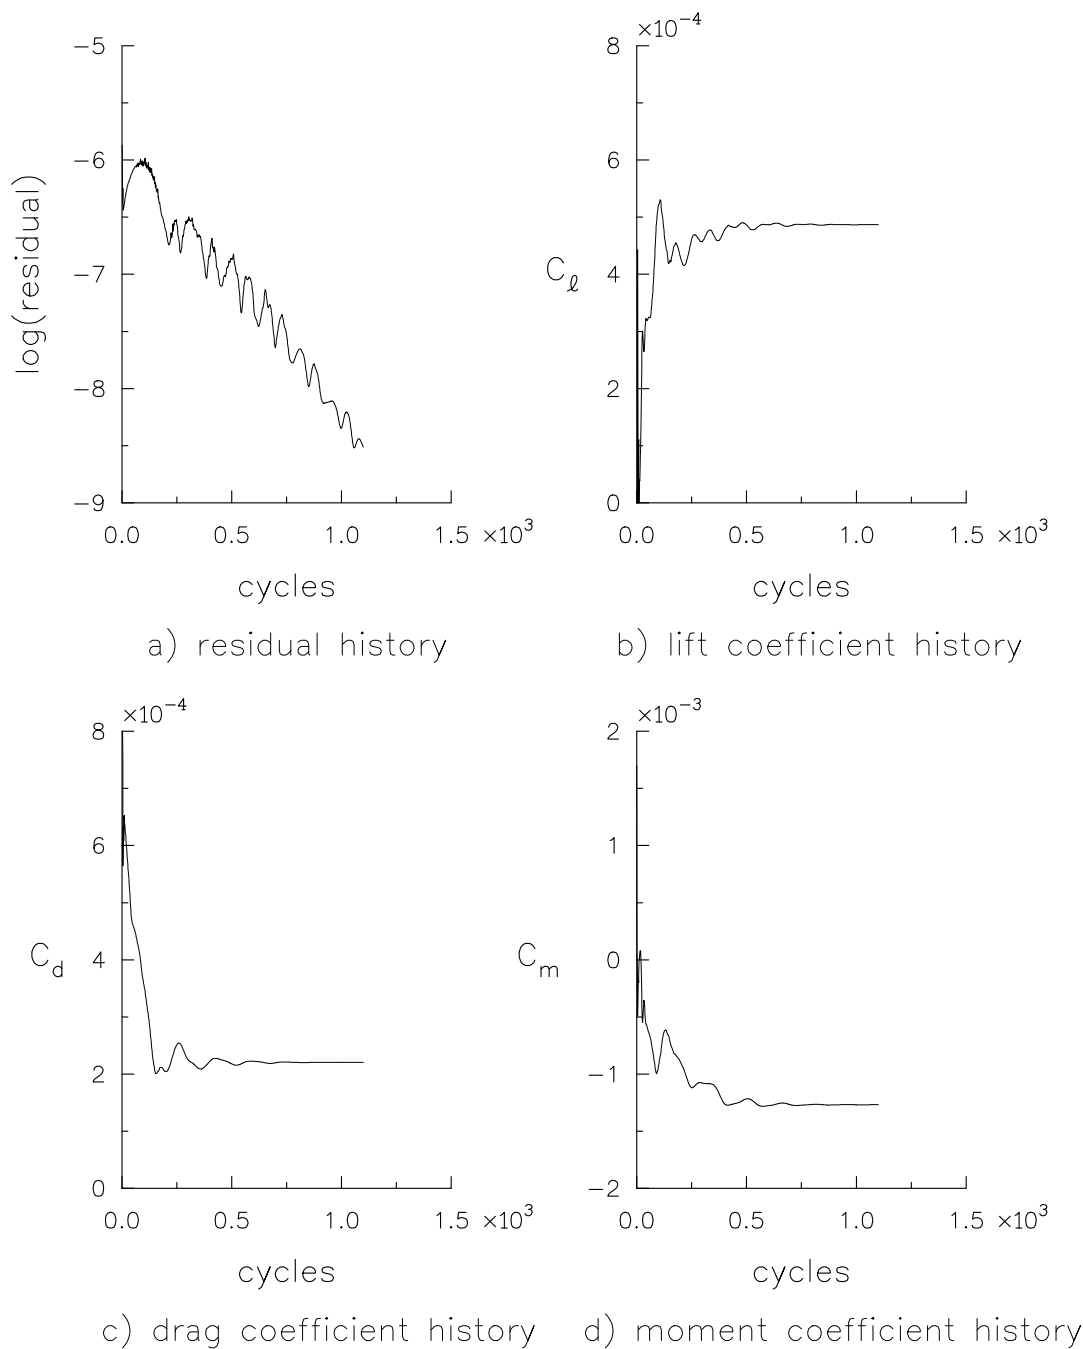 −5
−6
−7
−8
−9
log(residual)
0.0 0.5 1.0 1.5 ×10³
cycles
a) residual history
×10⁻⁴
8
6
4
2
0
C_ℓ
0.0 0.5 1.0 1.5 ×10³
cycles
b) lift coefficient history
×10⁻⁴
8
6
4
2
0
C_d
0.0 0.5 1.0 1.5 ×10³
cycles
c) drag coefficient history
×10⁻³
2
1
0
−1
−2
C_m
0.0 0.5 1.0 1.5 ×10³
cycles
d) moment coefficient history